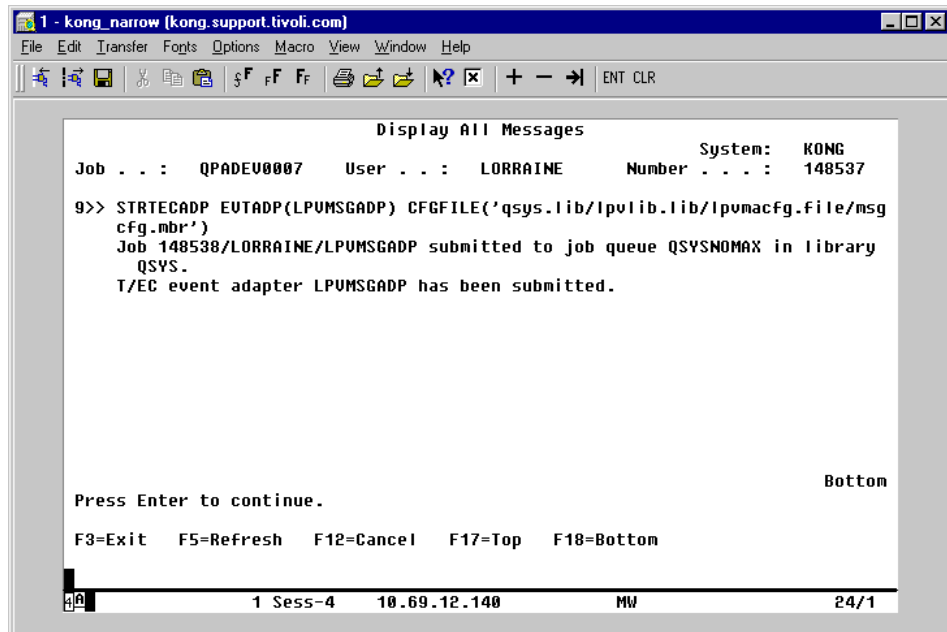 1 - kong_narrow (kong.support.tivoli.com)
File Edit Transfer Fonts Options Macro View Window Help
ENT CLR
Display All Messages
System: KONG
Job . . : QPADEV0007 User . . : LORRAINE Number . . . : 148537
9>> STRTECADP EVTADP(LPVMSGADP) CFGFILE('qsys.lib/lpvlib.lib/lpvmacfg.file/msg
cfg.mbr')
Job 148538/LORRAINE/LPVMSGADP submitted to job queue QSYSNOMAX in library
QSYS.
T/EC event adapter LPVMSGADP has been submitted.
Bottom
Press Enter to continue.
F3=Exit F5=Refresh F12=Cancel F17=Top F18=Bottom
4A 1 Sess-4 10.69.12.140 MW 24/1